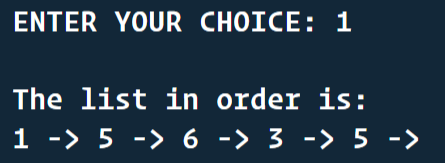 ENTER YOUR CHOICE: 1
The list in order is:
1 -> 5 -> 6 -> 3 -> 5 ->